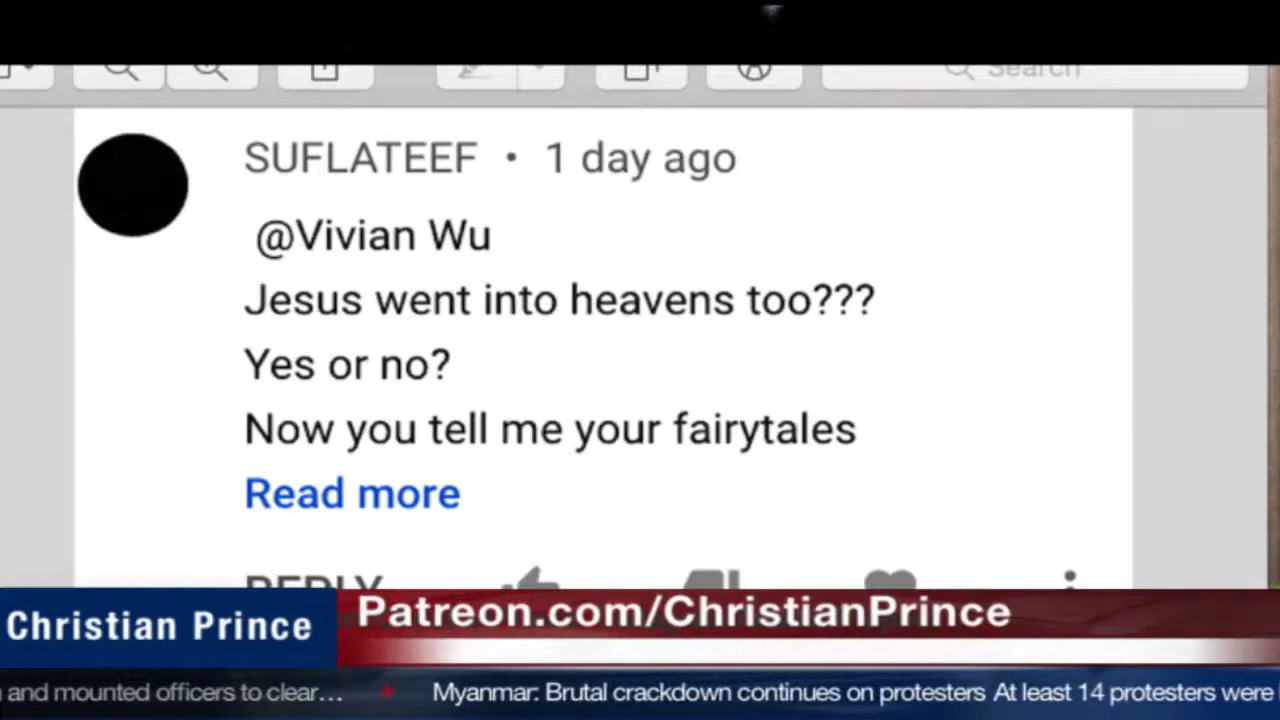 Search
SUFLATEEF • 1 day ago
@Vivian Wu
Jesus went into heavens too???
Yes or no?
Now you tell me your fairytales
Read more
REPLY
Christian Prince
Patreon.com/ChristianPrince
and mounted officers to clear... Myanmar: Brutal crackdown continues on protesters At least 14 protesters were